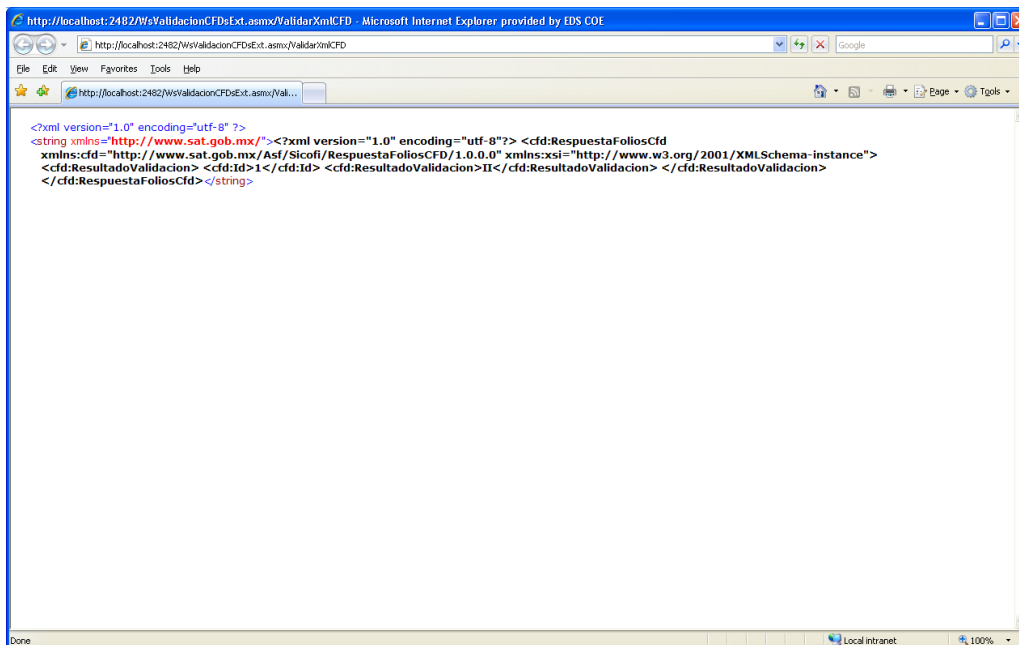 http://localhost:2482/WsValidacionCFDsExt.asmx/ValidarXmlCFD - Microsoft Internet Explorer provided by EDS COE
http://localhost:2482/WsValidacionCFDsExt.asmx/ValidarXmlCFD
Google
File Edit View Favorites Tools Help
http://localhost:2482/WsValidacionCFDsExt.asmx/Vali...
Page Tools
<?xml version="1.0" encoding="utf-8" ?>
<string xmlns="http://www.sat.gob.mx/"><?xml version="1.0" encoding="utf-8"?> <cfd:RespuestaFoliosCfd
xmlns:cfd="http://www.sat.gob.mx/Asf/Sicofi/RespuestaFoliosCFD/1.0.0.0" xmlns:xsi="http://www.w3.org/2001/XMLSchema-instance">
<cfd:ResultadoValidacion> <cfd:Id>1</cfd:Id> <cfd:ResultadoValidacion>II</cfd:ResultadoValidacion> </cfd:ResultadoValidacion>
</cfd:RespuestaFoliosCfd></string>
Done
Local intranet
100%